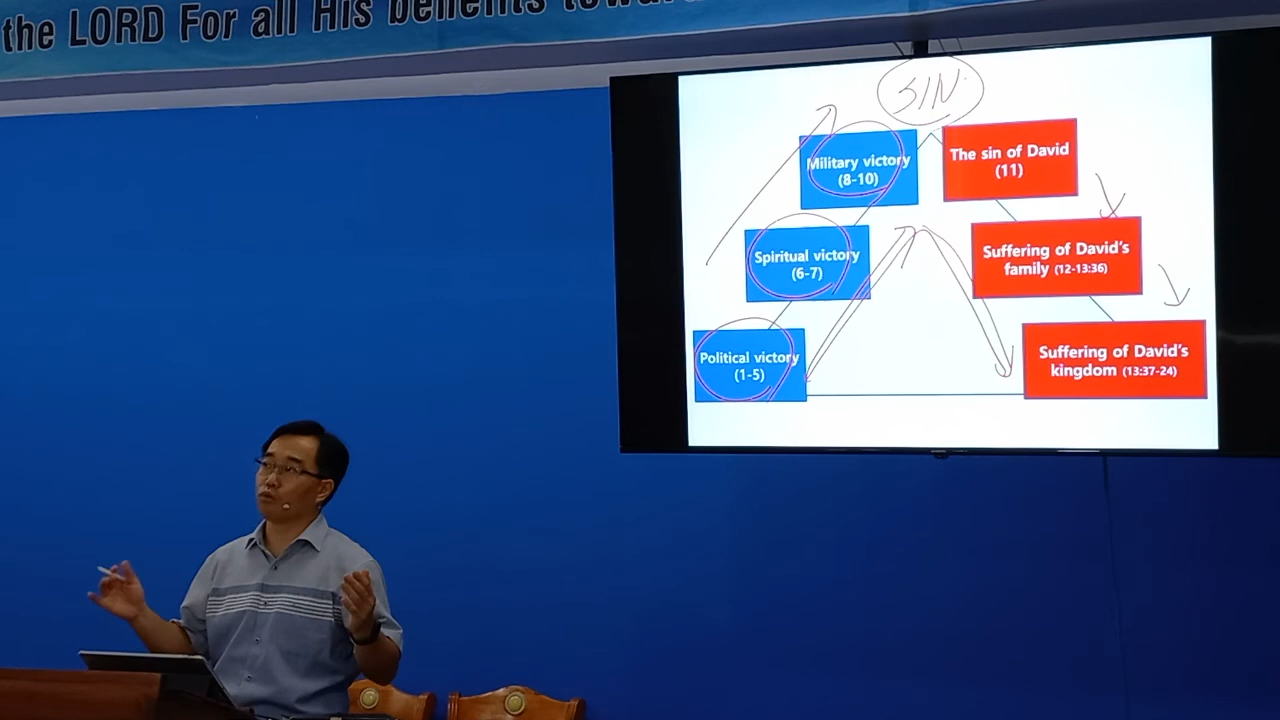 the LORD For all His benefits
SIN
Military victory
(8-10)
The sin of David
(11)
Spiritual victory
(6-7)
Suffering of David's
family (12-13:36)
Political victory
(1-5)
Suffering of David's
kingdom (13:37-24)